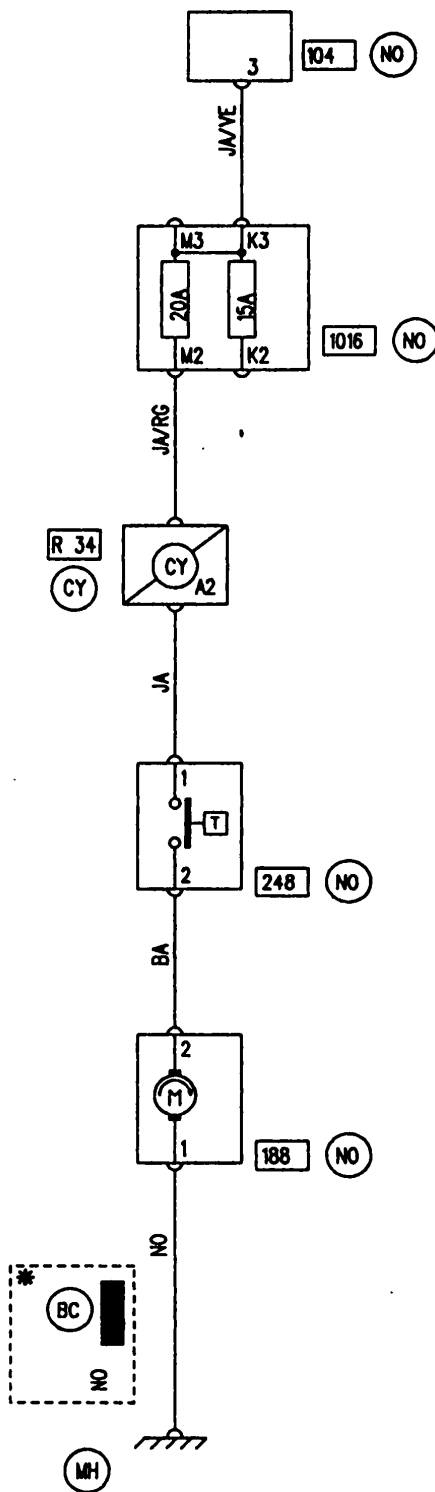 3
104
NO
JA/VE
M3
K3
20A
15A
M2
K2
1016
NO
JA/RG
R 34
CY
CY
A2
JA
1
T
2
248
NO
BA
2
M
1
188
NO
NO
*
BC
NO
MH